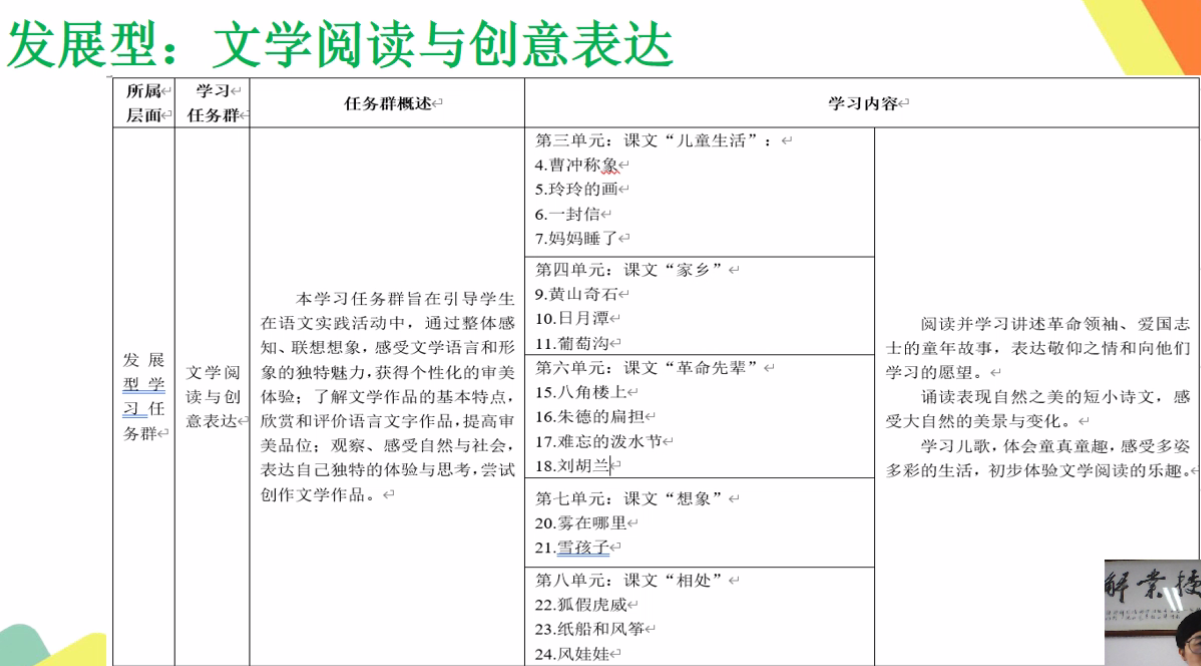 发展型：文学阅读与创意表达
所属
层面
学习
任务群
任务群概述
学习内容
发展
型学
习任
务群
文学阅
读与创
意表达
本学习任务群旨在引导学生
在语文实践活动中，通过整体感
知、联想想象，感受文学语言和形
象的独特魅力，获得个性化的审美
体验；了解文学作品的基本特点，
欣赏和评价语言文字作品，提高审
美品位；观察、感受自然与社会，
表达自己独特的体验与思考，尝试
创作文学作品。
第三单元：课文“儿童生活”：
4.曹冲称象
5.玲玲的画
6.一封信
7.妈妈睡了
第四单元：课文“家乡”
9.黄山奇石
10.日月潭
11.葡萄沟
第六单元：课文“革命先辈”
15.八角楼上
16.朱德的扁担
17.难忘的泼水节
18.刘胡兰
第七单元：课文“想象”
20.雾在哪里
21.雪孩子
第八单元：课文“相处”
22.狐假虎威
23.纸船和风筝
24.风娃娃
阅读并学习讲述革命领袖、爱国志
士的童年故事，表达敬仰之情和向他们
学习的愿望。
诵读表现自然之美的短小诗文，感
受大自然的美景与变化。
学习儿歌，体会童真童趣，感受多姿
多彩的生活，初步体验文学阅读的乐趣。
解業授